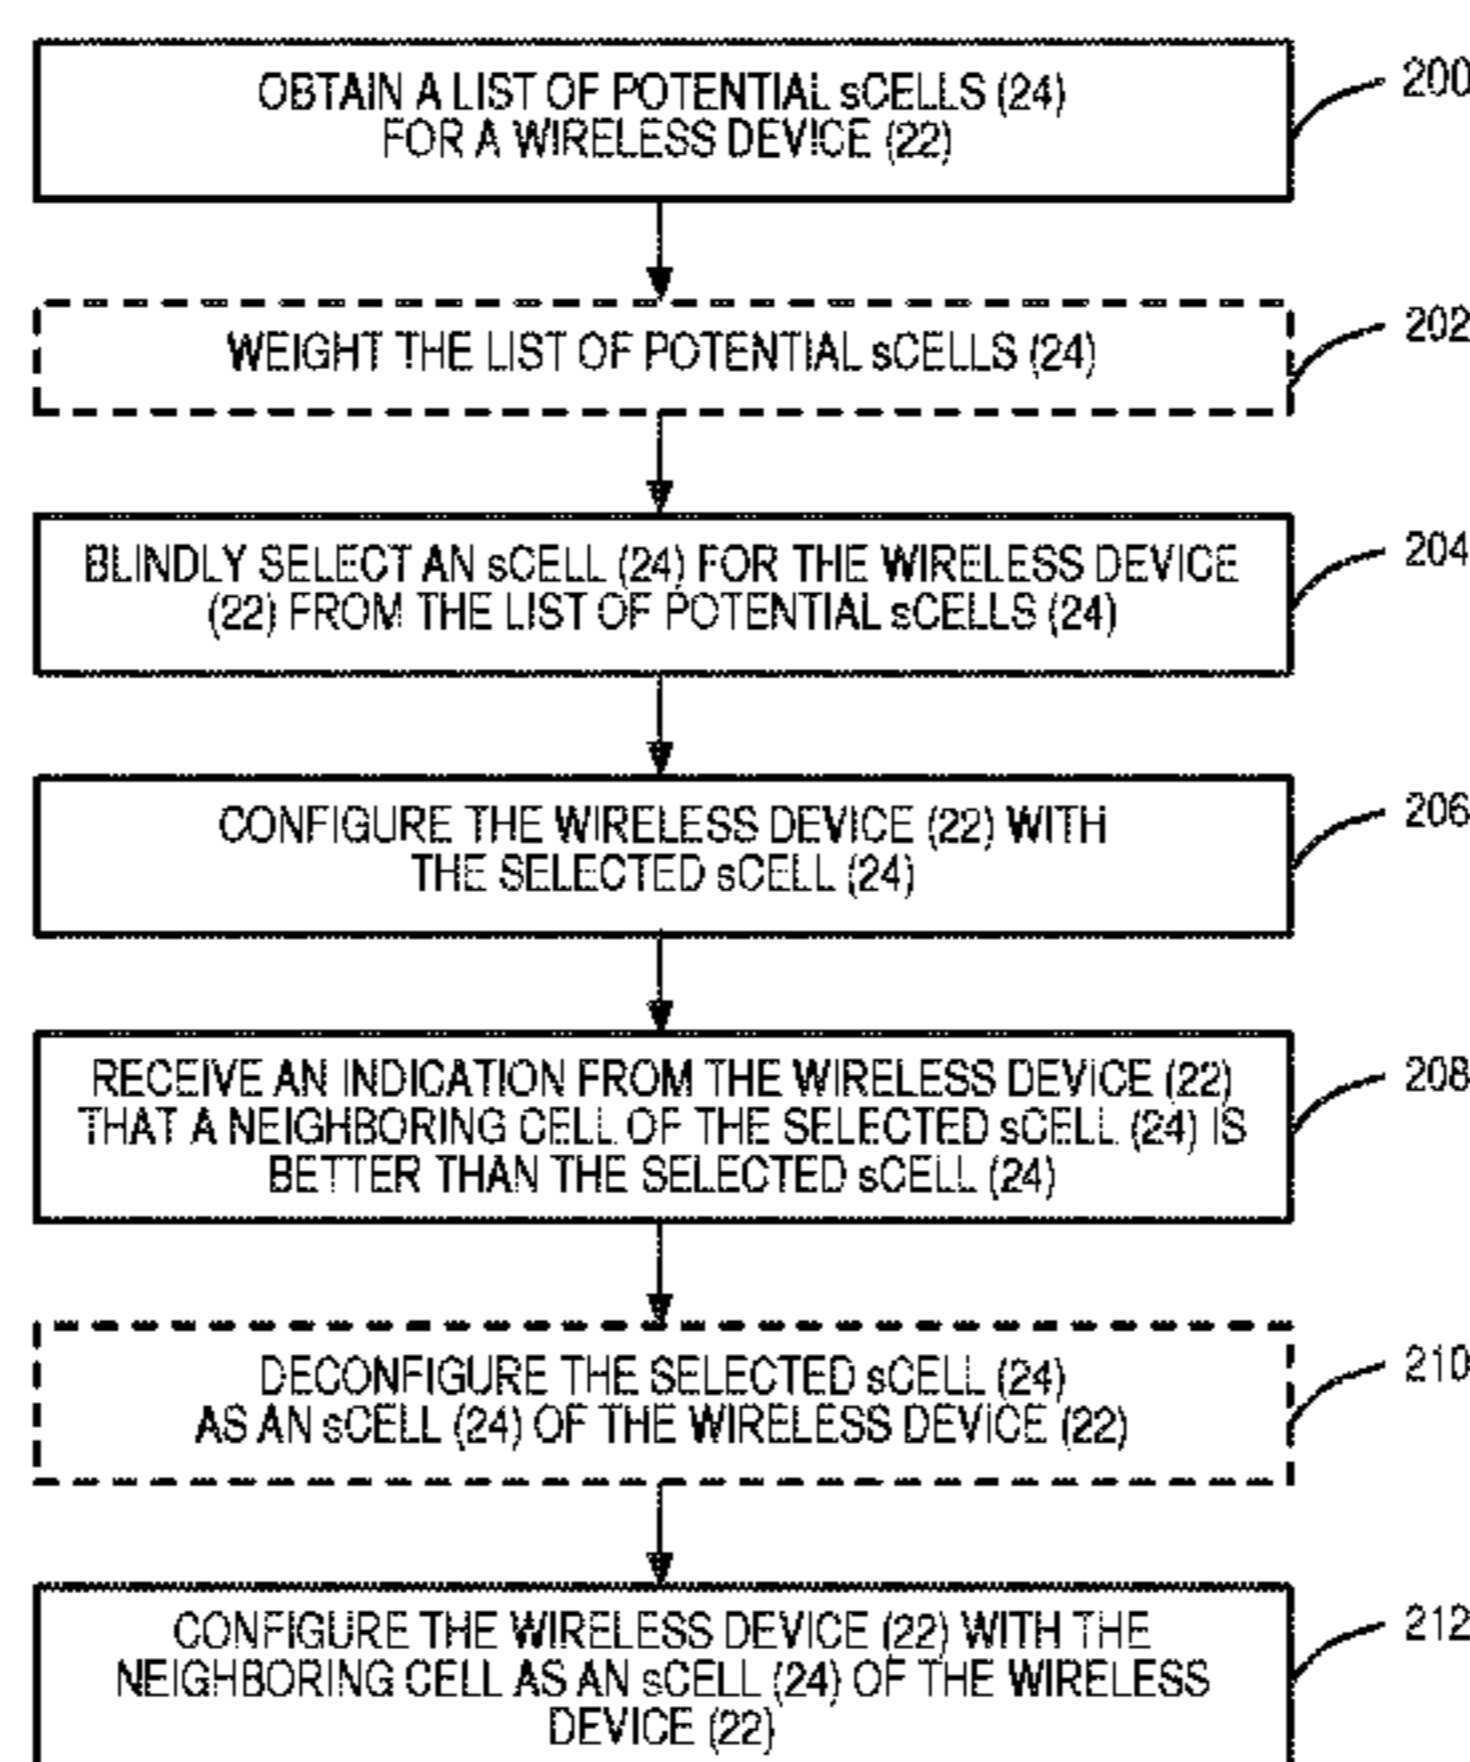 OBTAIN A LIST OF POTENTIAL sCELLS (24)
FOR A WIRELESS DEVICE (22)
200
WEIGHT THE LIST OF POTENTIAL sCELLS (24)
202
BLINDLY SELECT AN sCELL (24) FOR THE WIRELESS DEVICE
(22) FROM THE LIST OF POTENTIAL sCELLS (24)
204
CONFIGURE THE WIRELESS DEVICE (22) WITH
THE SELECTED sCELL (24)
206
RECEIVE AN INDICATION FROM THE WIRELESS DEVICE (22)
THAT A NEIGHBORING CELL OF THE SELECTED sCELL (24) IS
BETTER THAN THE SELECTED sCELL (24)
208
DECONFIGURE THE SELECTED sCELL (24)
AS AN sCELL (24) OF THE WIRELESS DEVICE (22)
210
CONFIGURE THE WIRELESS DEVICE (22) WITH THE
NEIGHBORING CELL AS AN sCELL (24) OF THE WIRELESS
DEVICE (22)
212